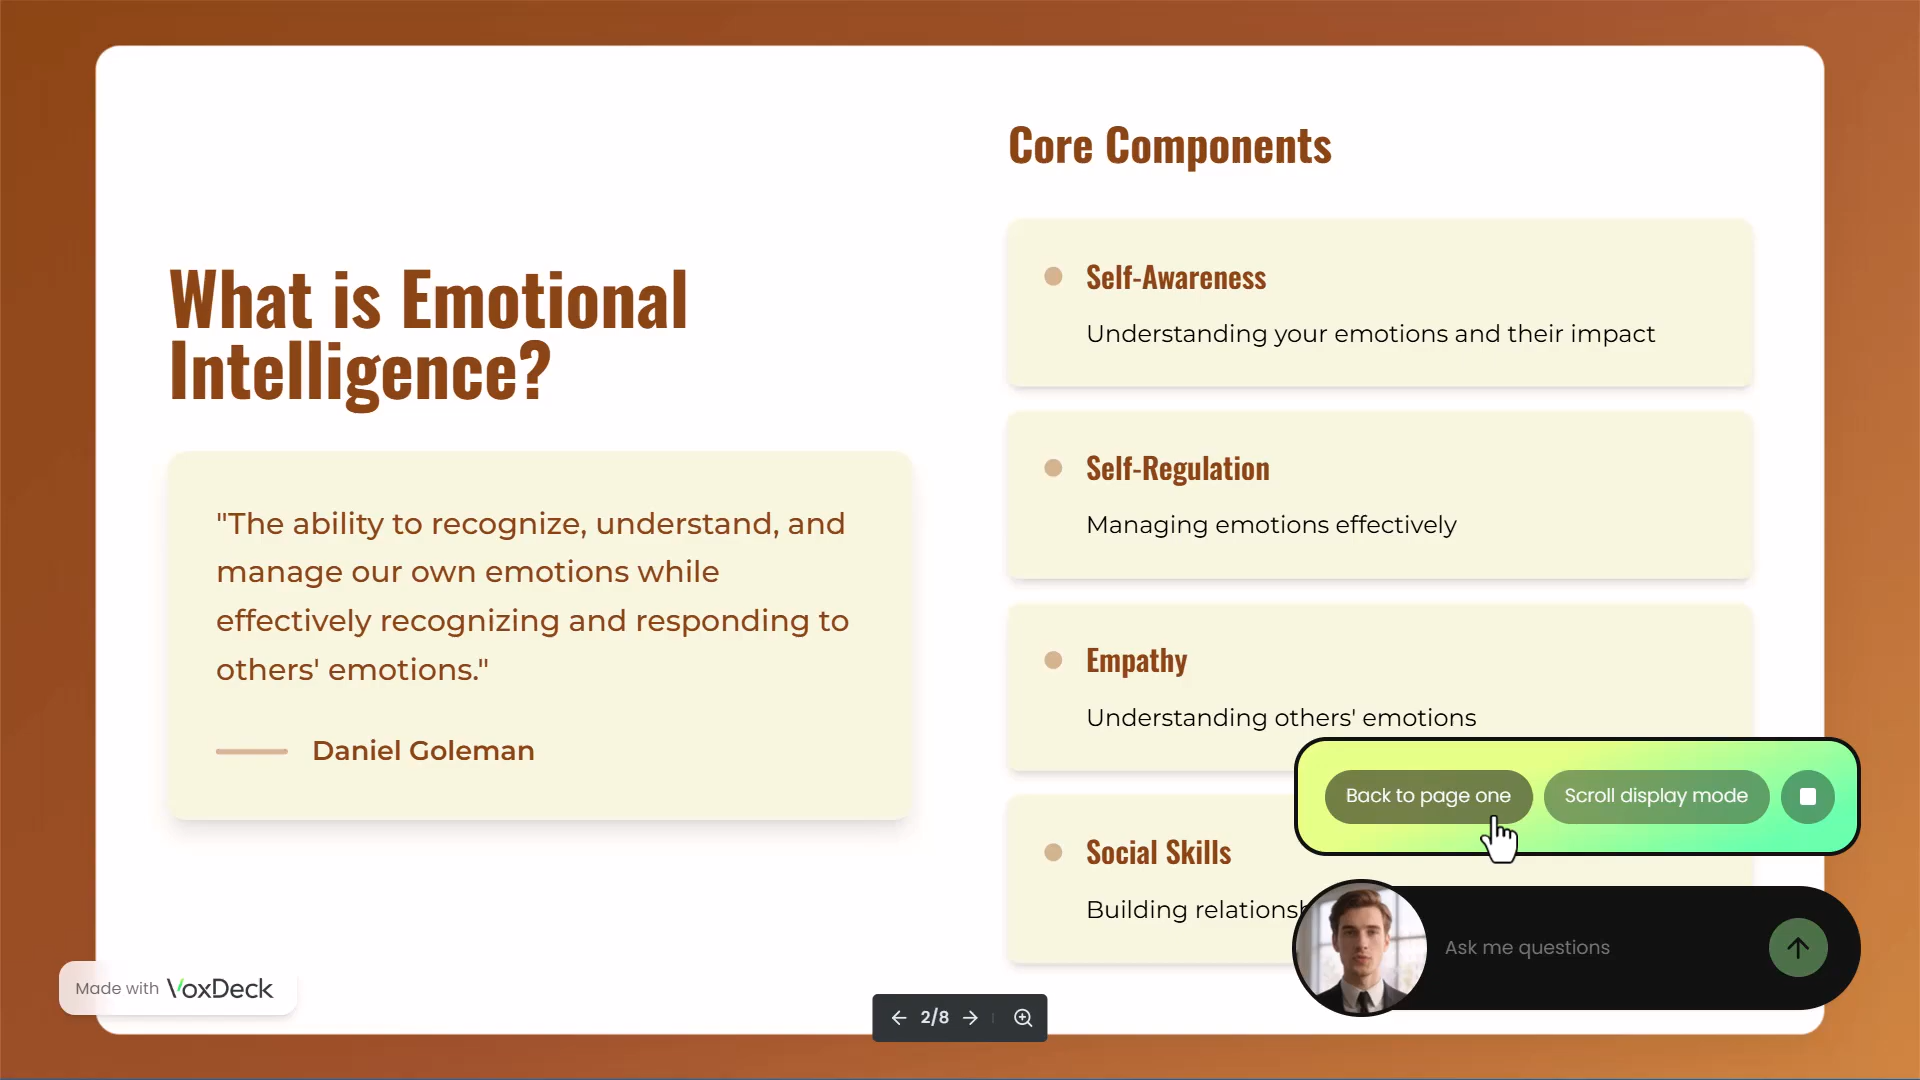 What is Emotional
Intelligence?
"The ability to recognize, understand, and
manage our own emotions while
effectively recognizing and responding to
others' emotions."
Daniel Goleman
Core Components
Self-Awareness
Understanding your emotions and their impact
Self-Regulation
Managing emotions effectively
Empathy
Understanding others' emotions
Social Skills
Building
Back to page one
Scroll display mode
Ask me questions
Made with VoxDeck
2/8